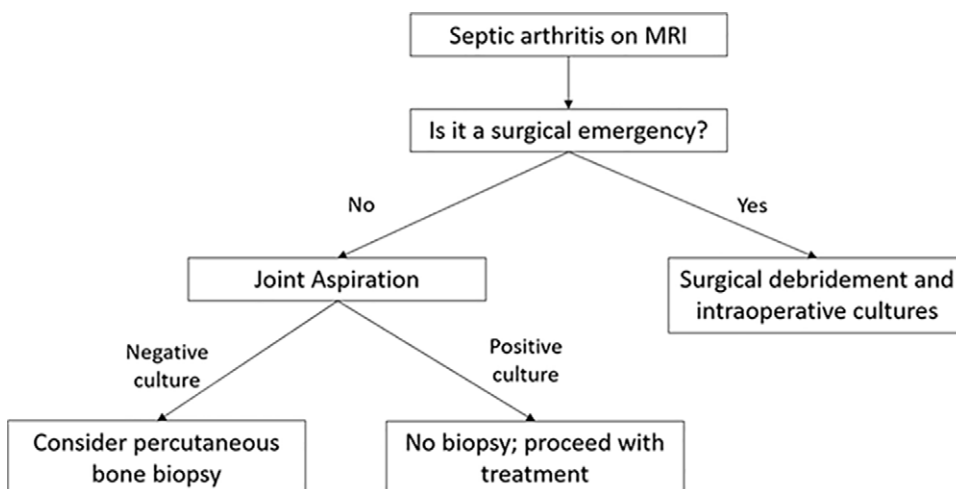 Septic arthritis on MRI
Is it a surgical emergency?
No
Yes
Joint Aspiration
Surgical debridement and
intraoperative cultures
Negative
culture
Positive
culture
Consider percutaneous
bone biopsy
No biopsy; proceed with
treatment